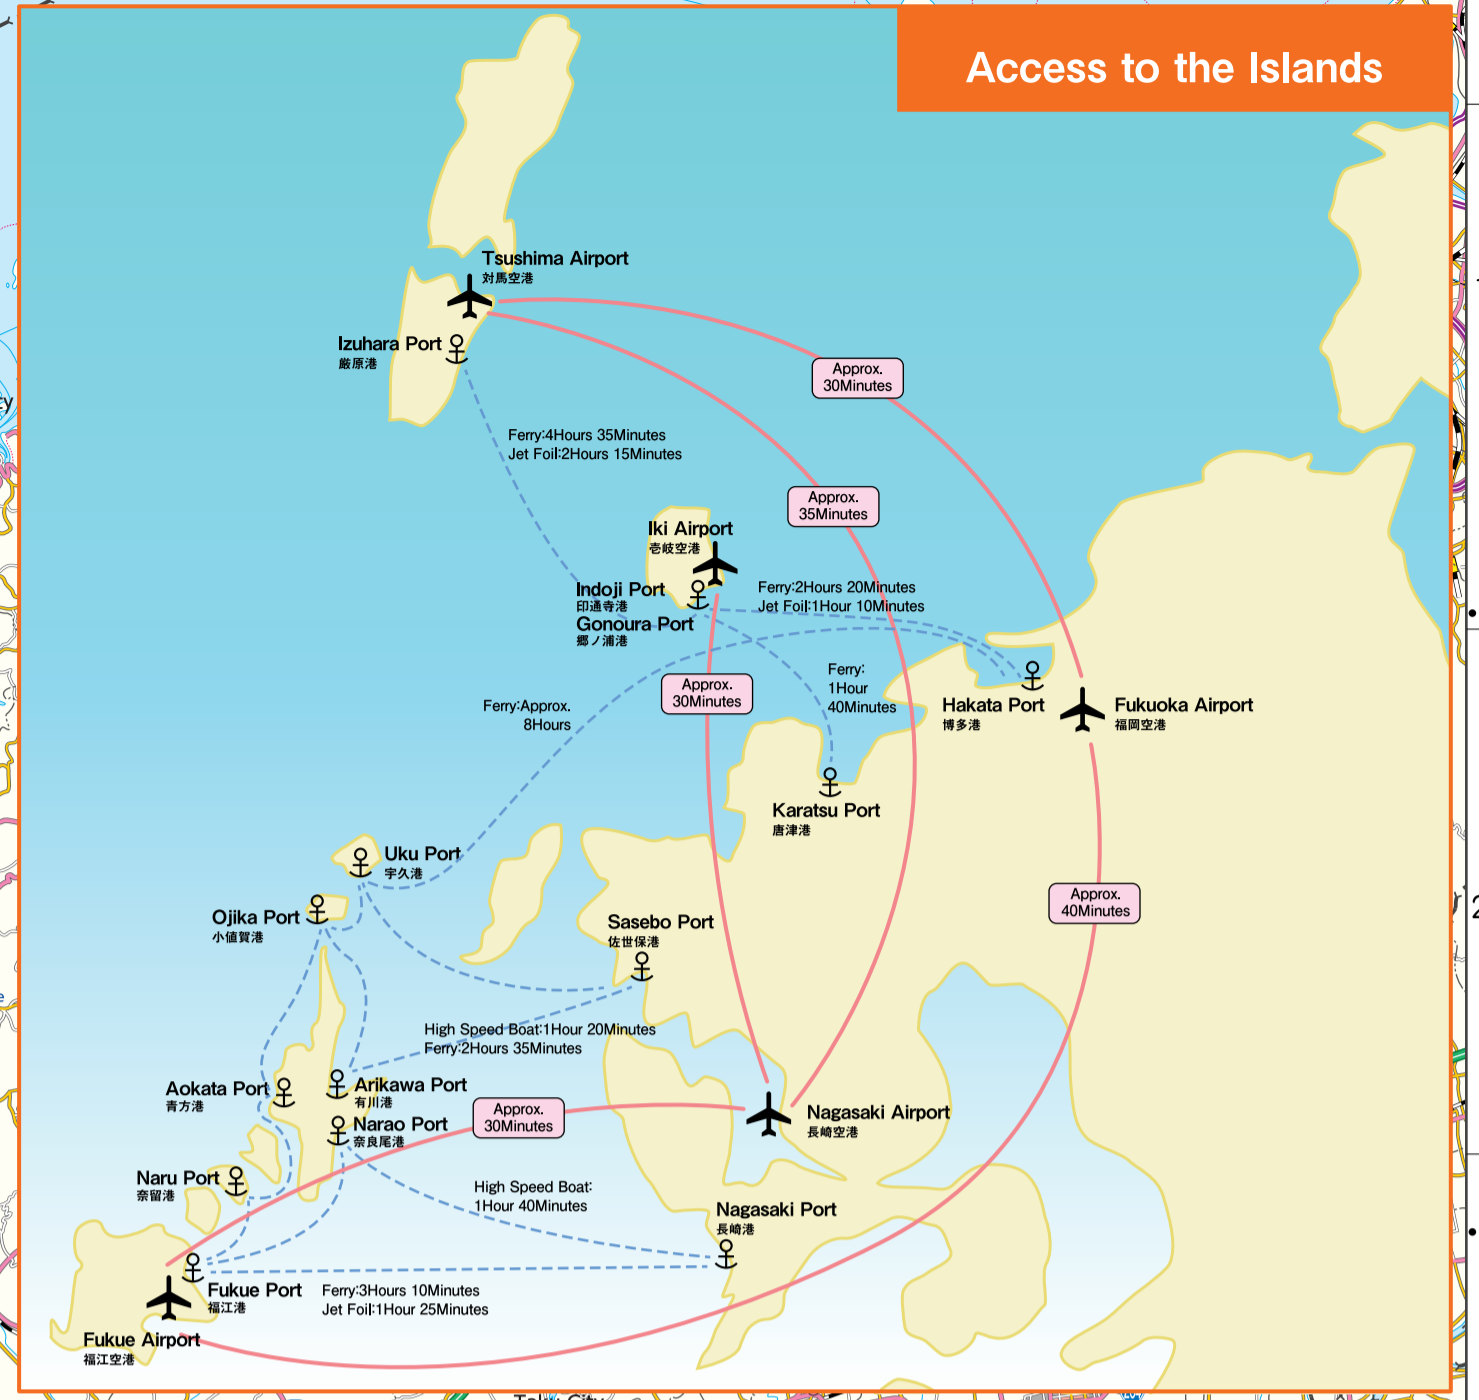 Access to the Islands
Tsushima Airport
対馬空港
Izuhara Port
厳原港
Approx.
30Minutes
Ferry:4Hours 35Minutes
Jet Foil:2Hours 15Minutes
Approx.
35Minutes
Iki Airport
壱岐空港
Indoji Port
印通寺港
Gonoura Port
郷ノ浦港
Ferry:2Hours 20Minutes
Jet Foil:1Hour 10Minutes
Ferry:
1Hour
40Minutes
Approx.
30Minutes
Hakata Port
博多港
Fukuoka Airport
福岡空港
Ferry:Approx.
8Hours
Karatsu Port
唐津港
Uku Port
宇久港
Ojika Port
小値賀港
Sasebo Port
佐世保港
Approx.
40Minutes
High Speed Boat:1Hour 20Minutes
Ferry:2Hours 35Minutes
Aokata Port
青方港
Arikawa Port
有川港
Narao Port
奈良尾港
Approx.
30Minutes
Nagasaki Airport
長崎空港
Naru Port
奈留港
High Speed Boat:
1Hour 40Minutes
Nagasaki Port
長崎港
Fukue Port
福江港
Ferry:3Hours 10Minutes
Jet Foil:1Hour 25Minutes
Fukue Airport
福江空港